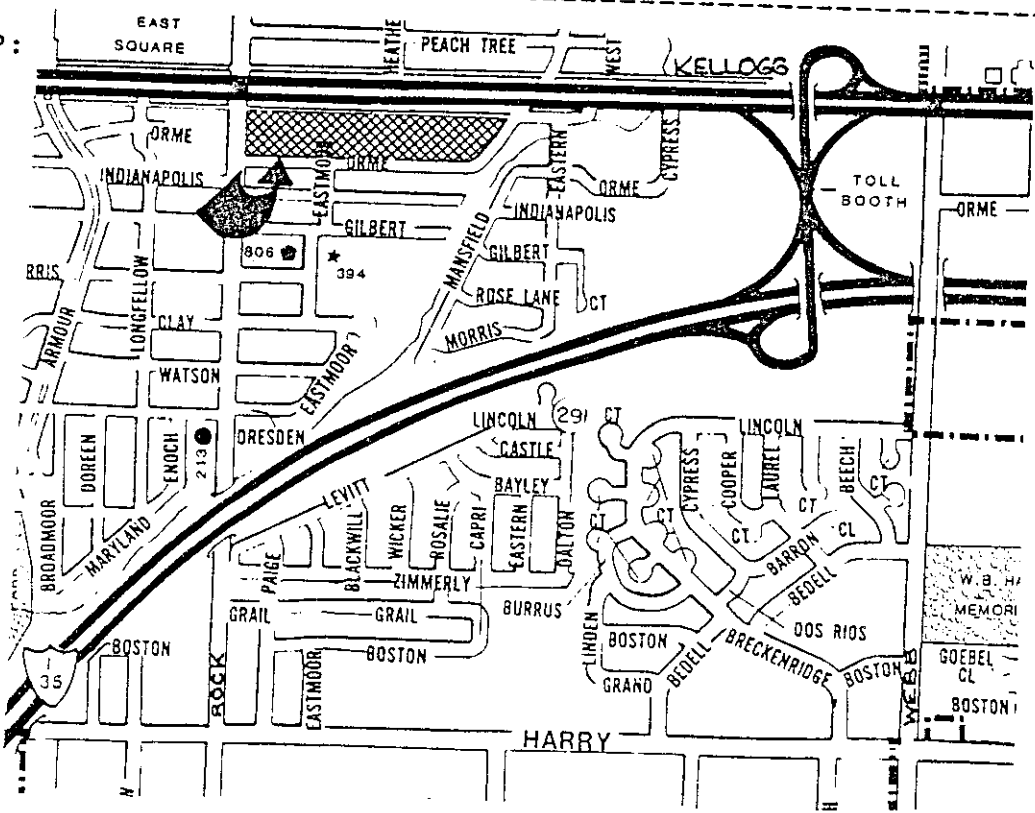 P:
EAST
SQUARE
HEATHE
PEACH TREE
WEST
KELLOGG
ORME
ORME
EASTERN
CYPRESS
INDIANAPOLIS
EASTMOOR
ORME
TOLL
BOOTH
ORME
INDIANAPOLIS
GILBERT
MANSFIELD
GILBERT
806
394
RRIS
LONGFELLOW
ROSE LANE
CT
ARMOUR
CLAY
MORRIS
WATSON
EASTMOOR
LINCOLN
291
CT
LINCOLN
DRESDEN
CASTLE
DOREEN
ENOCH
213
LEVITT
BAYLEY
CYPRESS
COOPER
LAUREL
BEECH
CT
CT
CT
CT
CT
CL
BROADMOOR
MARYLAND
PAIGE
BLACKWILL
WICKER
ROSALIE
CAPRI
EASTERN
DALTON
BARRON
ZIMMERLY
BEDELL
W.B. HA
MEMORI
BURRUS
GRAIL
GRAIL
LINDEN
DOS RIOS
BOSTON
BOSTON
BOSTON
BEDELL
BRECKENRIDGE
BOSTON
GOEBEL
CL
35
ROCK
EASTMOOR
GRAND
WEBB
BOSTON
HARRY
N
H